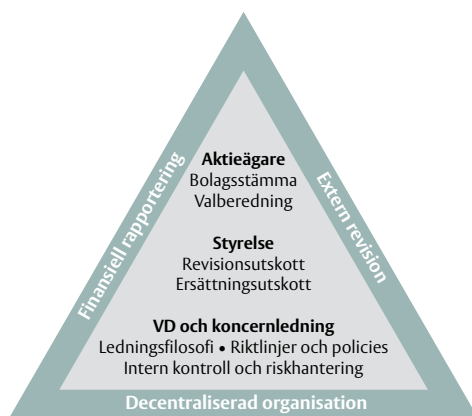 Finansiell rapportering
Extern revision
Aktieägare
Bolagsstämma
Valberedning
Styrelse
Revisionsutskott
Ersättningsutskott
VD och koncernledning
Ledningsfilosofi • Riktlinjer och policies
Intern kontroll och riskhantering
Decentraliserad organisation